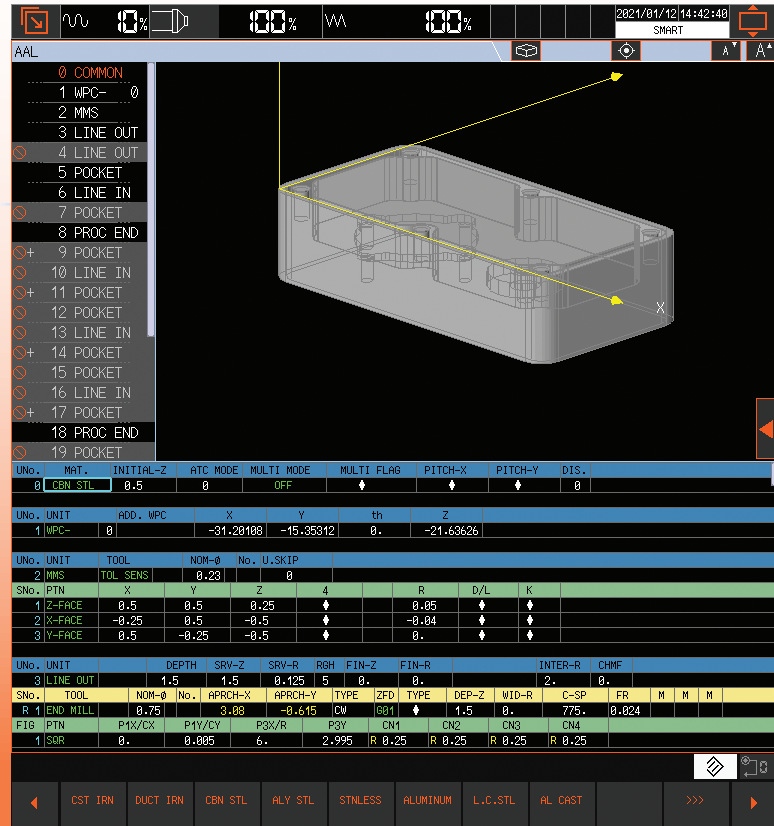 10% 100% 100% 2021/01/12 14:42:40
SMART
AAL A▼ A▲
0 COMMON
1 WPC- 0
2 MMS
3 LINE OUT
4 LINE OUT
5 POCKET
6 LINE IN
7 POCKET
8 PROC END
+ 9 POCKET
10 LINE IN
+ 11 POCKET
12 POCKET
13 LINE IN
+ 14 POCKET
15 POCKET
16 LINE IN
+ 17 POCKET
18 PROC END
19 POCKET
X
UNo. MAT. INITIAL-Z ATC MODE MULTI MODE MULTI FLAG PITCH-X PITCH-Y DIS.
0 CBN STL 0.5 0 OFF ♦ ♦ ♦ 0
UNo. UNIT ADD. WPC X Y th Z
1 WPC- 0 -31.20108 -15.35312 0. -21.63626
UNo. UNIT TOOL NOM-Ø No. U.SKIP
2 MMS TOL SENS 0.23 0
SNo. PTN X Y Z 4 R D/L K
1 Z-FACE 0.5 0.5 0.25 ♦ 0.05 ♦ ♦
2 X-FACE -0.25 0.5 -0.5 ♦ -0.04 ♦ ♦
3 Y-FACE 0.5 -0.25 -0.5 ♦ 0. ♦ ♦
UNo. UNIT DEPTH SRV-Z SRV-R RGH FIN-Z FIN-R INTER-R CHMF
3 LINE OUT 1.5 1.5 0.125 5 0. 0. 2. 0.
SNo. TOOL NOM-Ø No. APRCH-X APRCH-Y TYPE ZFD TYPE DEP-Z WID-R C-SP FR M M M
R 1 END MILL 0.75 3.08 -0.615 CW G01 ♦ 1.5 0. 775. 0.024
FIG PTN P1X/CX P1Y/CY P3X/R P3Y CN1 CN2 CN3 CN4
1 SQR 0. 0.005 6. 2.995 R 0.25 R 0.25 R 0.25 R 0.25
CST IRN DUCT IRN CBN STL ALY STL STNLESS ALUMINUM L.C.STL AL CAST >>>